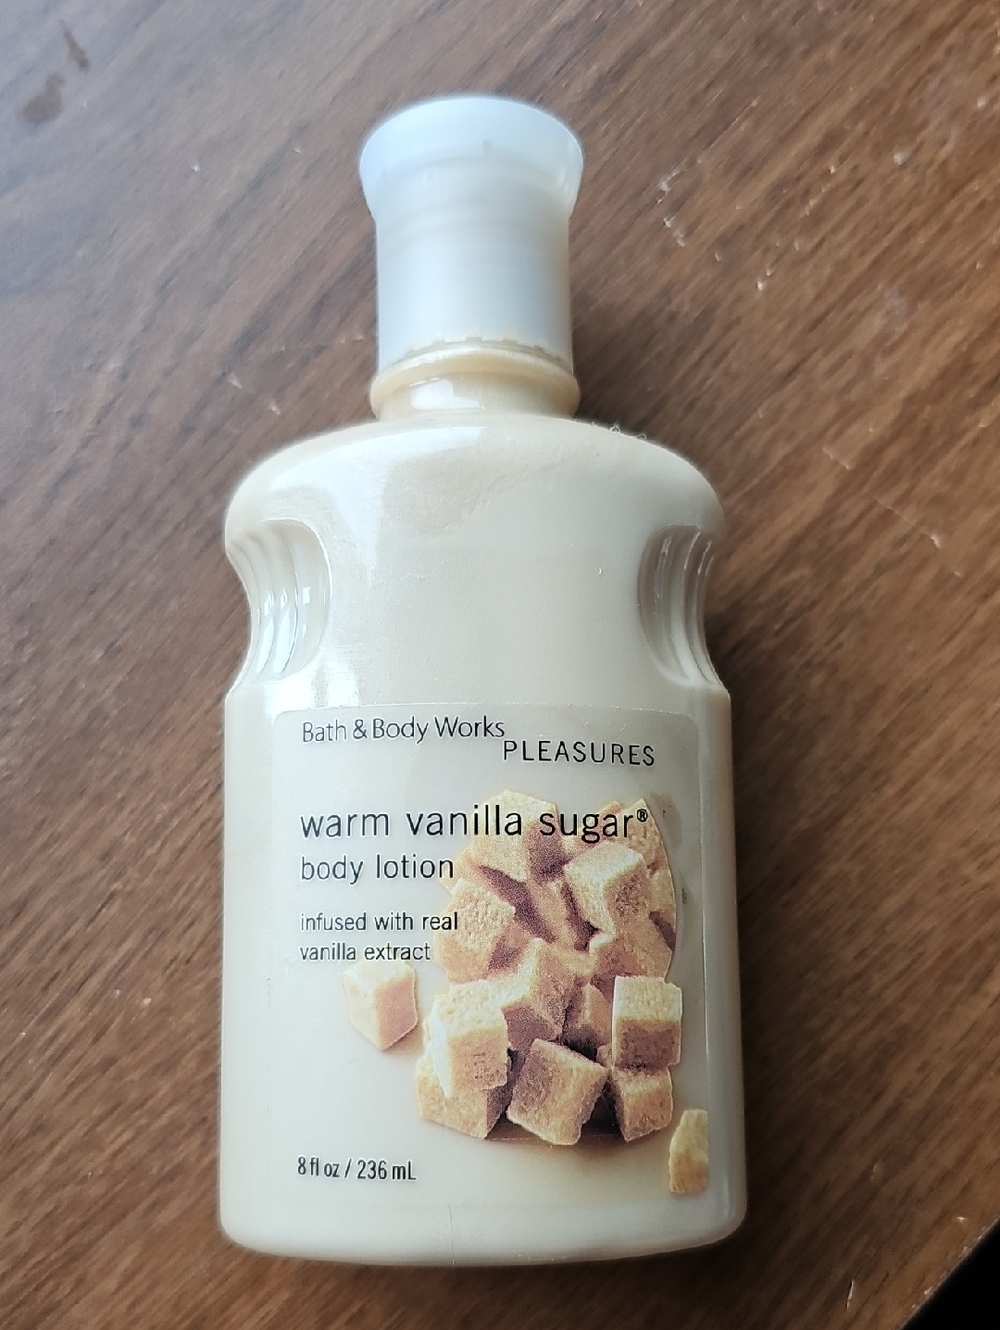 Bath & Body Works
PLEASURES
warm vanilla sugar®
body lotion
infused with real
vanilla extract
8 fl oz / 236 mL